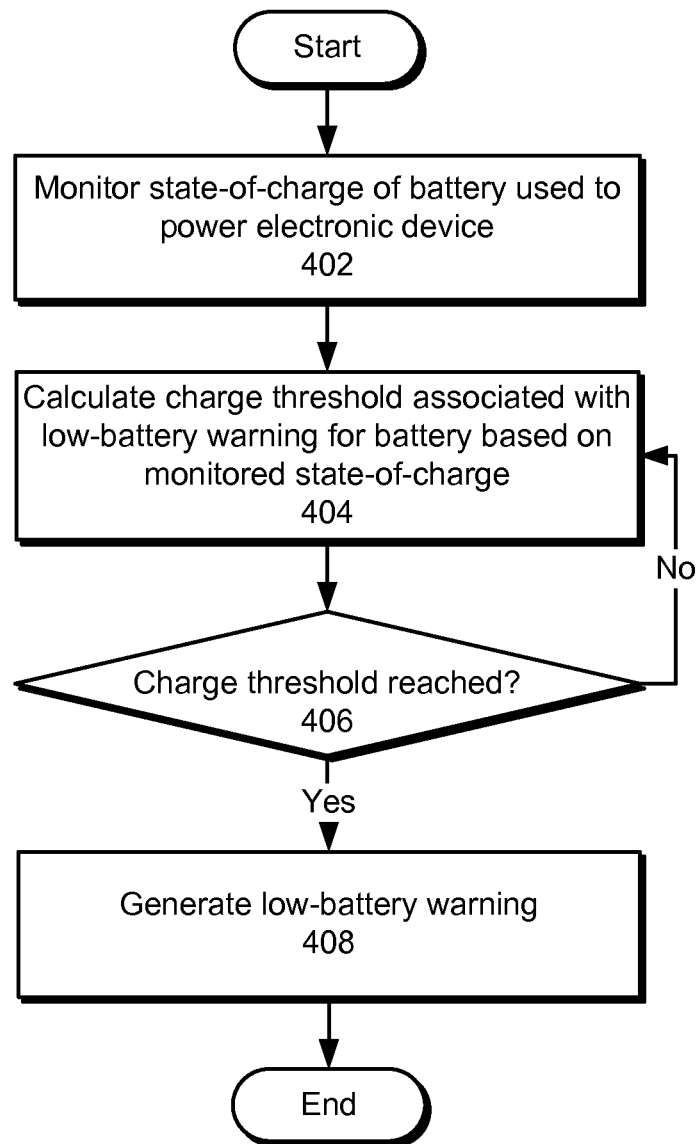 Start
Monitor state-of-charge of battery used to
power electronic device
402
Calculate charge threshold associated with
low-battery warning for battery based on
monitored state-of-charge
404
No
Charge threshold reached?
406
Yes
Generate low-battery warning
408
End